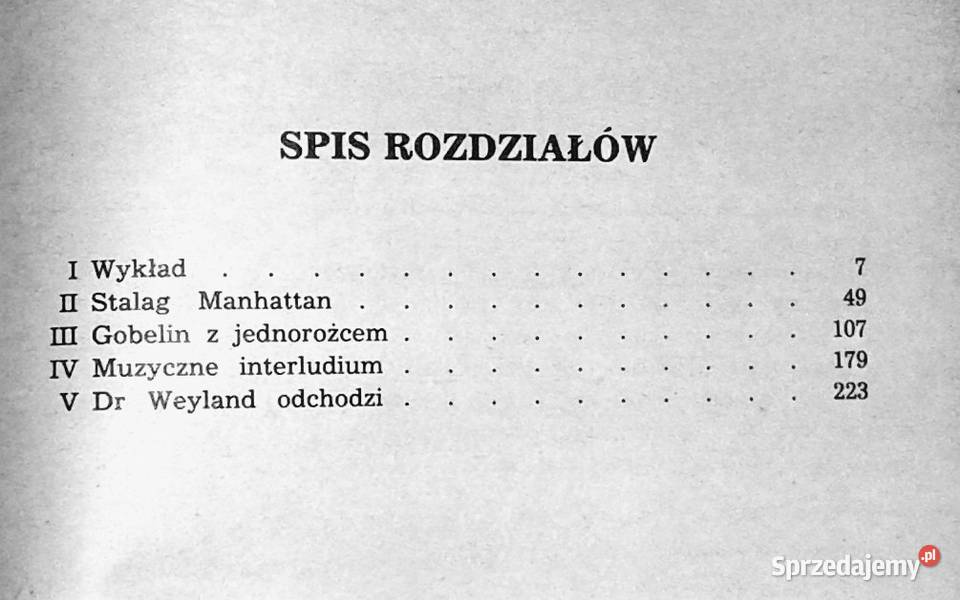 SPIS ROZDZIAŁÓW
I Wykład . . . . . . . . . . . . . . 7
II Stalag Manhattan . . . . . . . . . . . 49
III Gobelin z jednorożcem . . . . . . . . . . 107
IV Muzyczne interludium . . . . . . . . . . 179
V Dr Weyland odchodzi . . . . . . . . . . 223
Sprzedajemy.pl